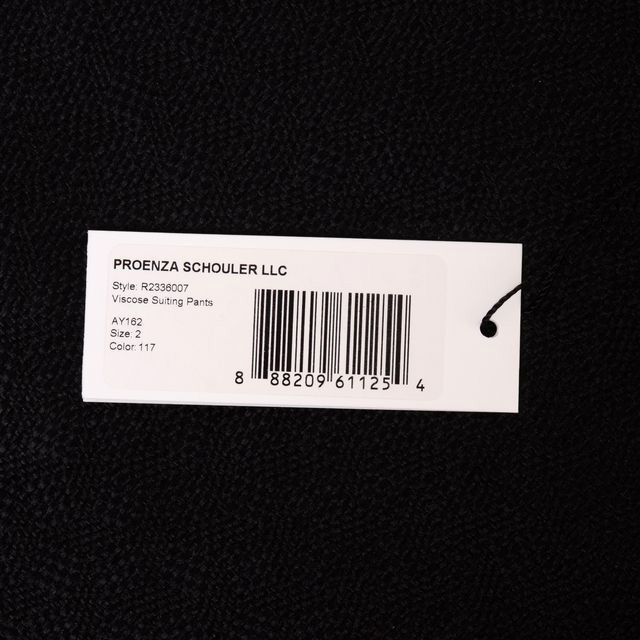 PROENZA SCHOULER LLC
Style: R2336007
Viscose Suiting Pants
AY162
Size: 2
Color: 117
8 88209 61125 4